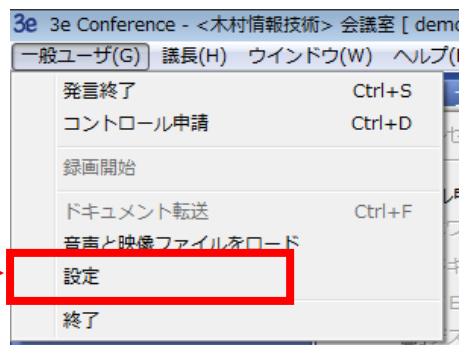 3e 3e Conference - <木村情報技術> 会議室 [ demo
一般ユーザ(G) 議長(H) ウインドウ(W) ヘルプ(
発言終了 Ctrl+S
コントロール申請 Ctrl+D
録画開始
ドキュメント転送 Ctrl+F
音声と映像ファイルをロード
設定
終了